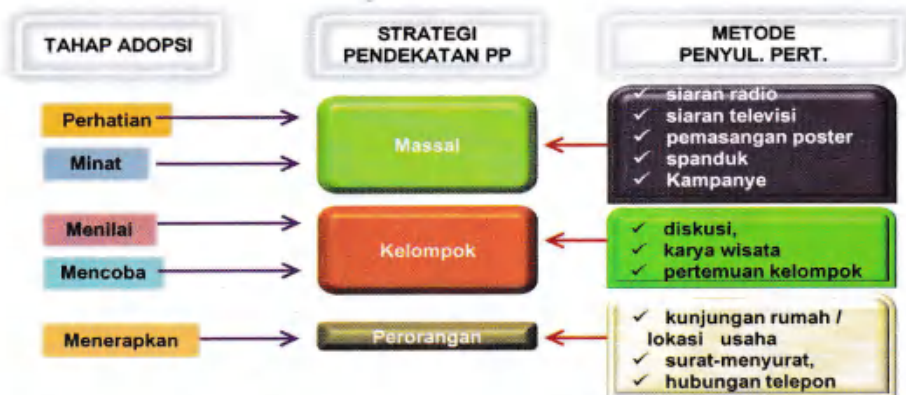 TAHAP ADOPSI
STRATEGI
PENDEKATAN PP
METODE
PENYUL. PERT.
Perhatian
Minat
Massal
✓ siaran radio
✓ siaran televisi
✓ pemasangan poster
✓ spanduk
✓ Kampanye
Menilai
Mencoba
Kelompok
✓ diskusi,
✓ karya wisata
✓ pertemuan kelompok
Menerapkan
Perorangan
✓ kunjungan rumah /
lokasi usaha
✓ surat-menyurat,
✓ hubungan telepon